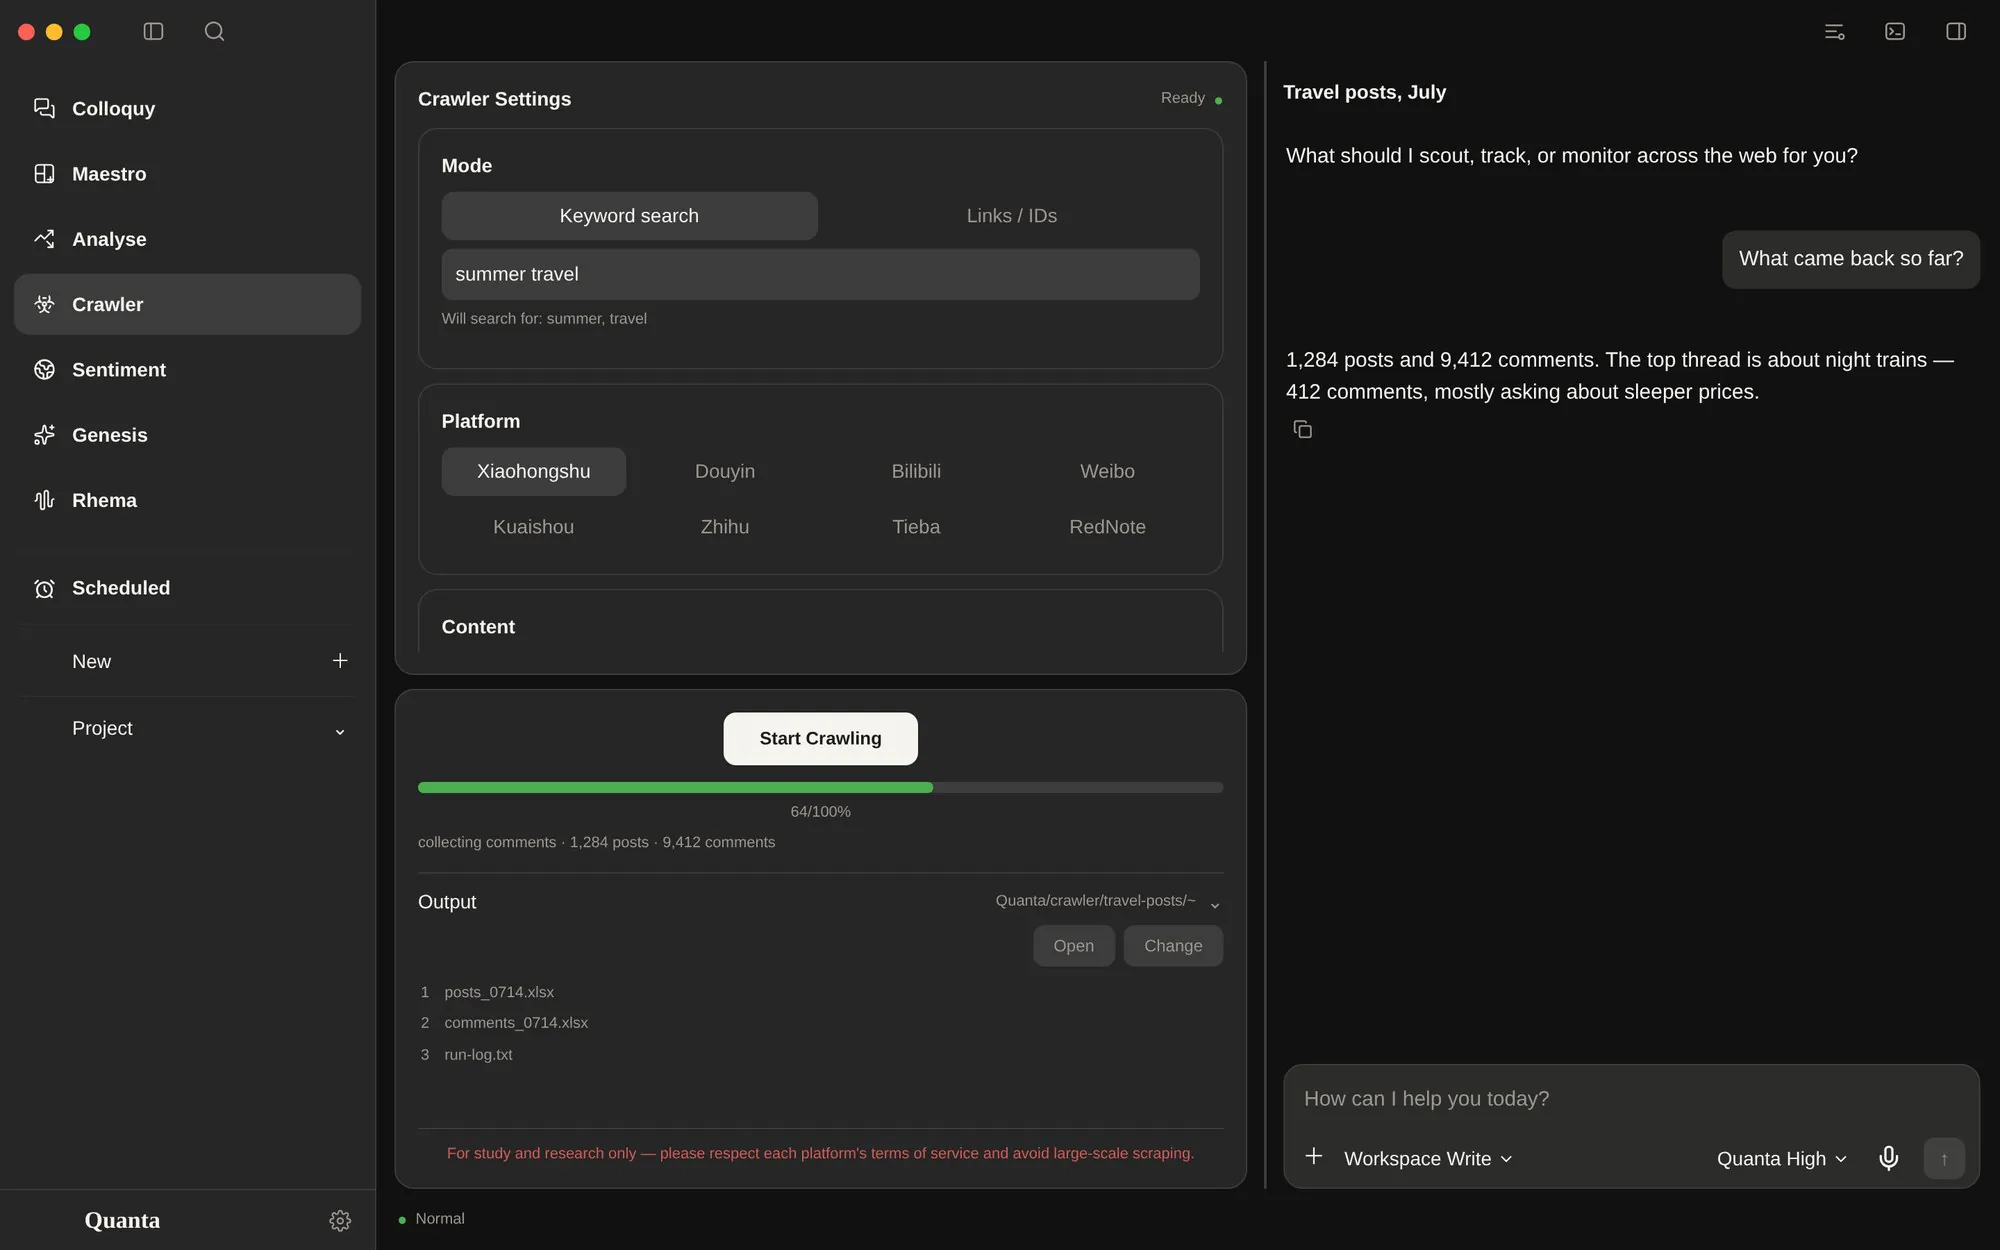 Colloquy
Maestro
Analyse
Crawler
Sentiment
Genesis
Rhema
Scheduled
New
Project
Quanta
Crawler Settings
Ready
Mode
Keyword search
Links / IDs
summer travel
Will search for: summer, travel
Platform
Xiaohongshu
Douyin
Bilibili
Weibo
Kuaishou
Zhihu
Tieba
RedNote
Content
Start Crawling
64/100%
collecting comments · 1,284 posts · 9,412 comments
Output
Quanta/crawler/travel-posts/~
Open
Change
1 posts_0714.xlsx
2 comments_0714.xlsx
3 run-log.txt
For study and research only — please respect each platform's terms of service and avoid large-scale scraping.
Normal
Travel posts, July
What should I scout, track, or monitor across the web for you?
What came back so far?
1,284 posts and 9,412 comments. The top thread is about night trains —
412 comments, mostly asking about sleeper prices.
How can I help you today?
Workspace Write
Quanta High